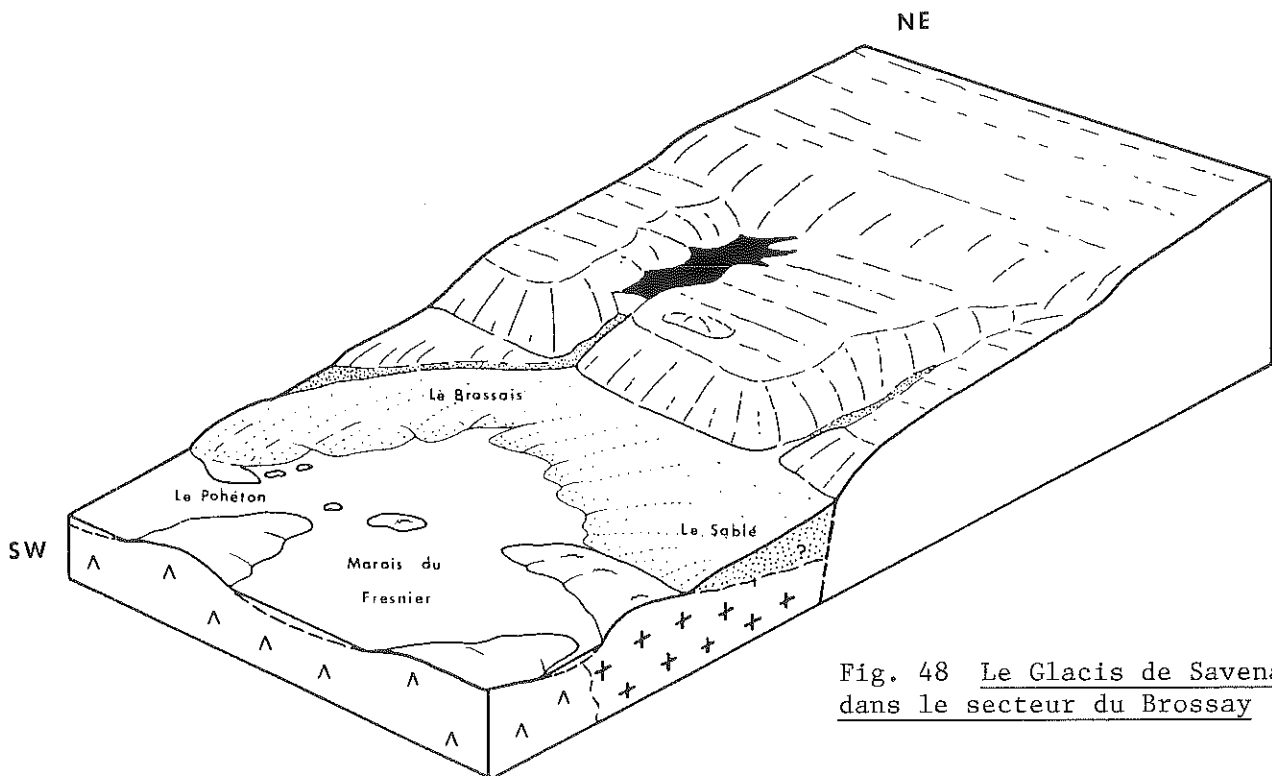 NE
Lè Brossais
Le Pohéton
Le Sablé
?
SW
Marais du
Fresnier
Fig. 48 Le Glacis de Savena
dans le secteur du Brossay